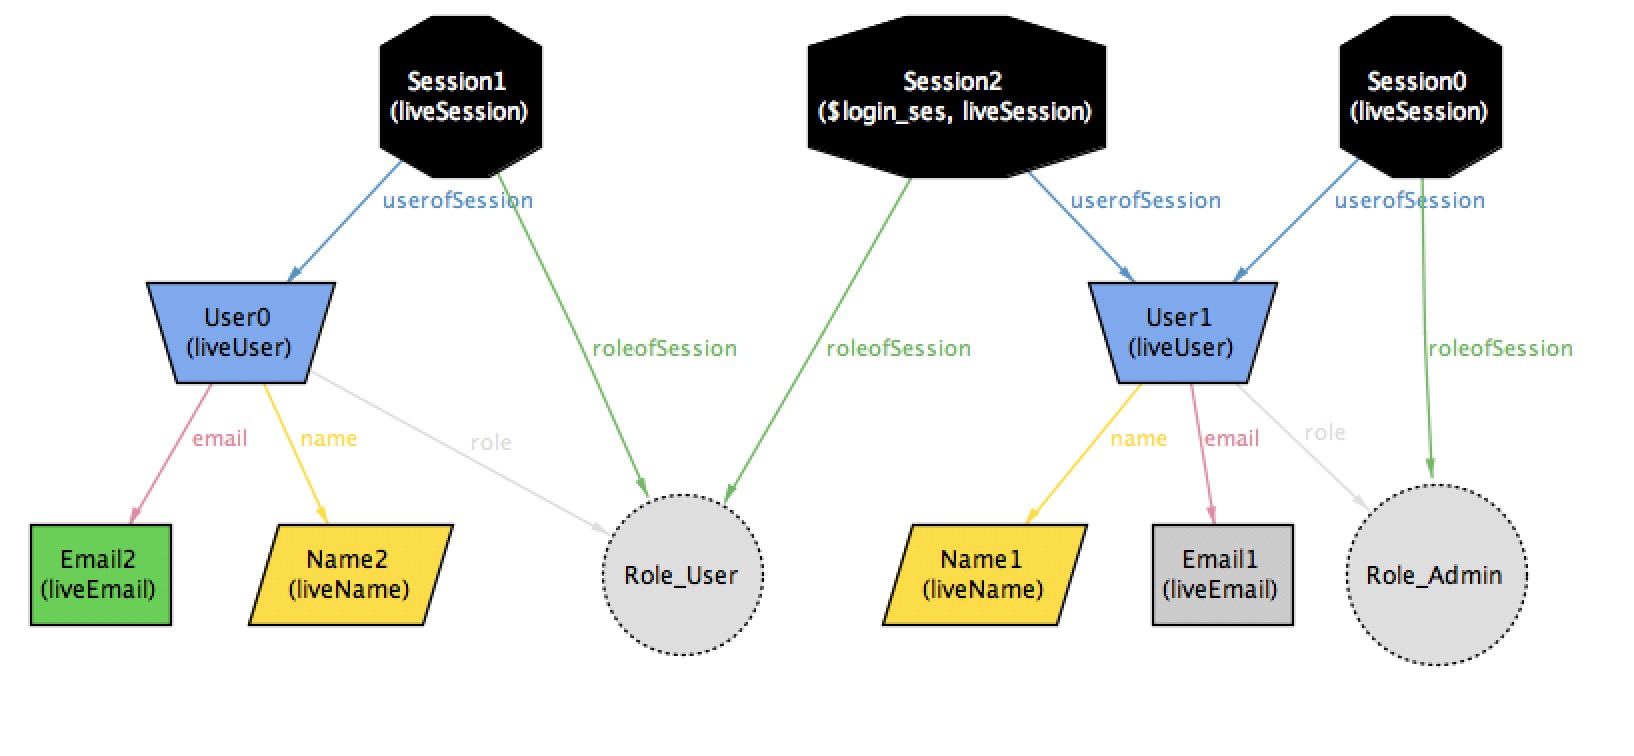 Session1
(liveSession)
Session2
($login_ses, liveSession)
Session0
(liveSession)
userofSession
userofSession
userofSession
User0
(liveUser)
User1
(liveUser)
roleofSession
roleofSession
roleofSession
email
name
role
name
email
role
Email2
(liveEmail)
Name2
(liveName)
Role_User
Name1
(liveName)
Email1
(liveEmail)
Role_Admin